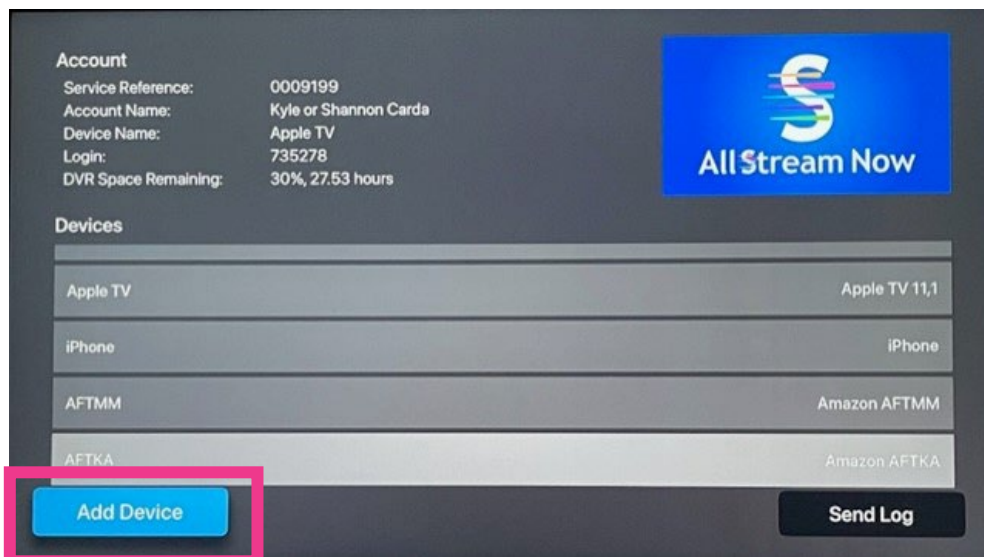 Account
Service Reference: 0009199
Account Name: Kyle or Shannon Carda
Device Name: Apple TV
Login: 735278
DVR Space Remaining: 30%, 27.53 hours
S
All Stream Now
Devices
Apple TV Apple TV 11,1
iPhone iPhone
AFTMM Amazon AFTMM
AFTKA Amazon AFTKA
Add Device Send Log